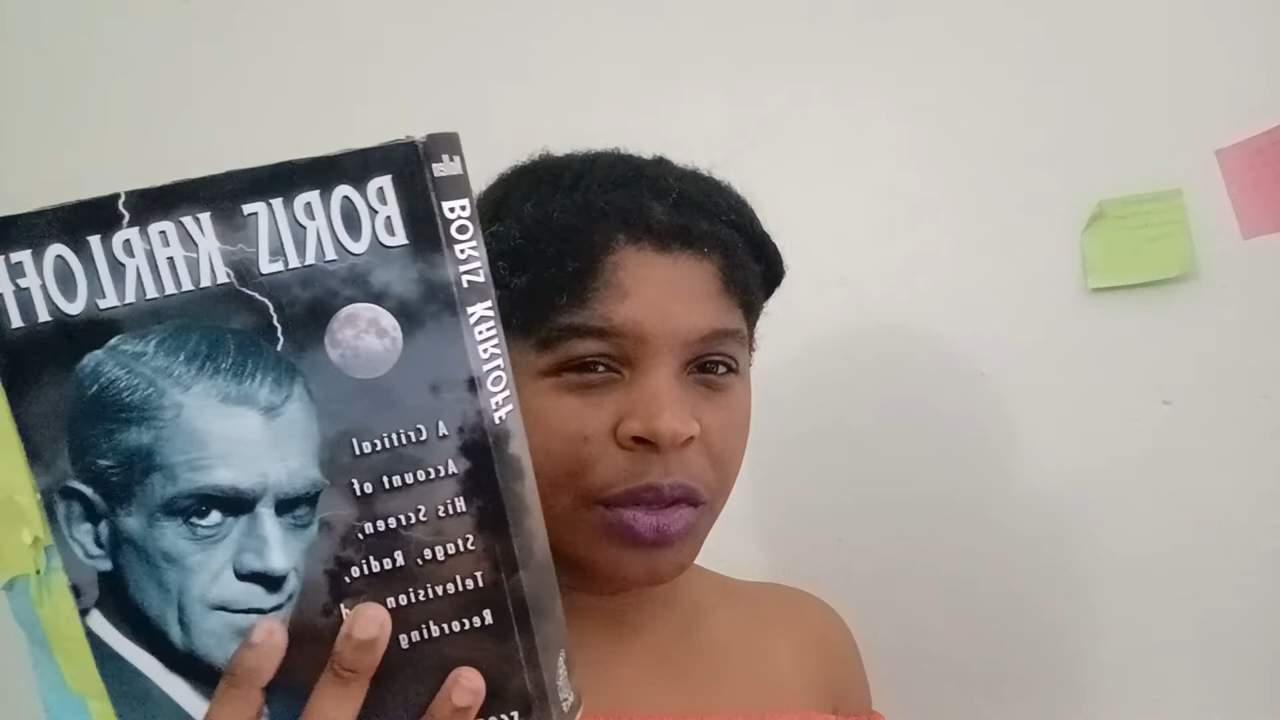 BORIS KARLOFF
A Critical
Account of
His Screen,
Stage, Radio,
Television
Recording
BORIS KARLOFF